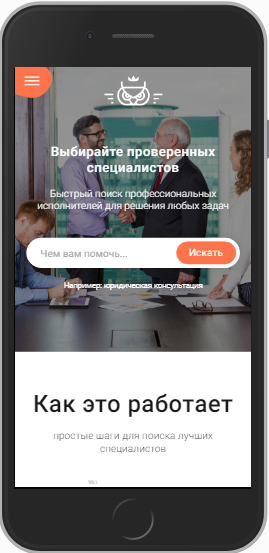 Выбирайте проверенных
специалистов
Быстрый поиск профессиональных
исполнителей для решения любых задач
Чем вам помочь...
Искать
Например: юридическая консультация
Как это работает
простые шаги для поиска лучших
специалистов